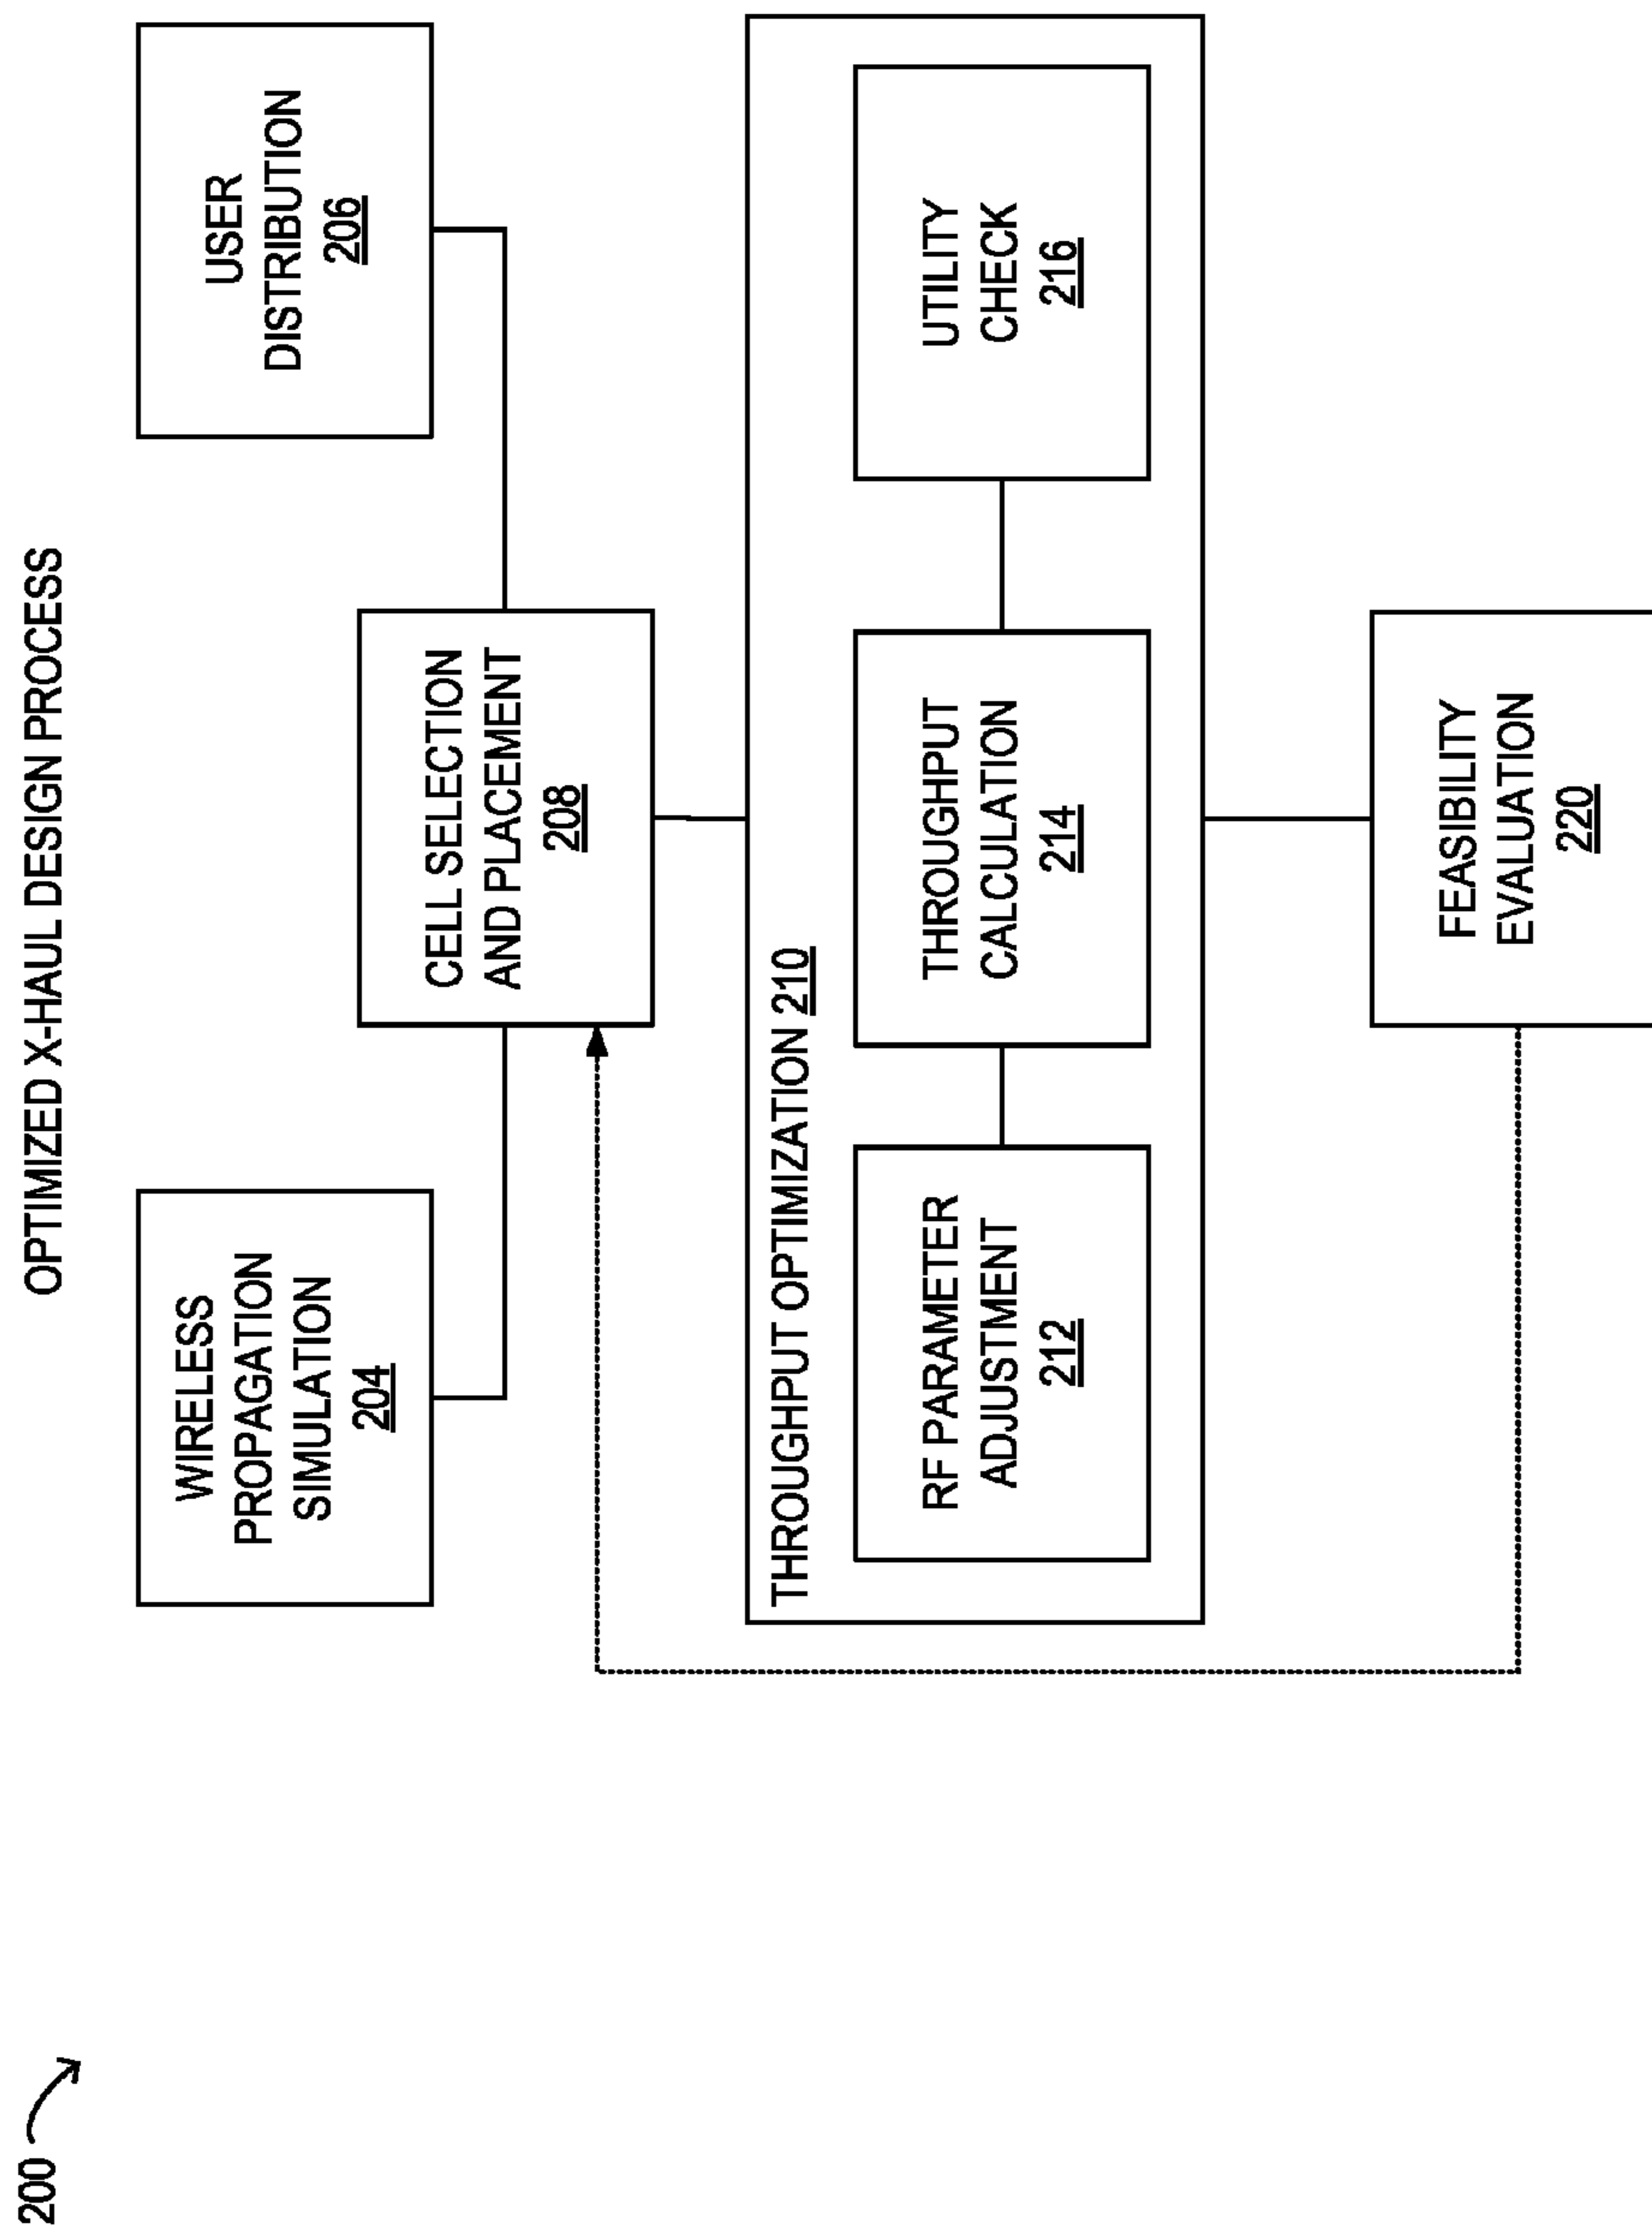 200
OPTIMIZED X-HAUL DESIGN PROCESS
WIRELESS
PROPAGATION
SIMULATION
204
USER
DISTRIBUTION
206
CELL SELECTION
AND PLACEMENT
208
THROUGHPUT OPTIMIZATION 210
RF PARAMETER
ADJUSTMENT
212
THROUGHPUT
CALCULATION
214
UTILITY
CHECK
216
FEASIBILITY
EVALUATION
220